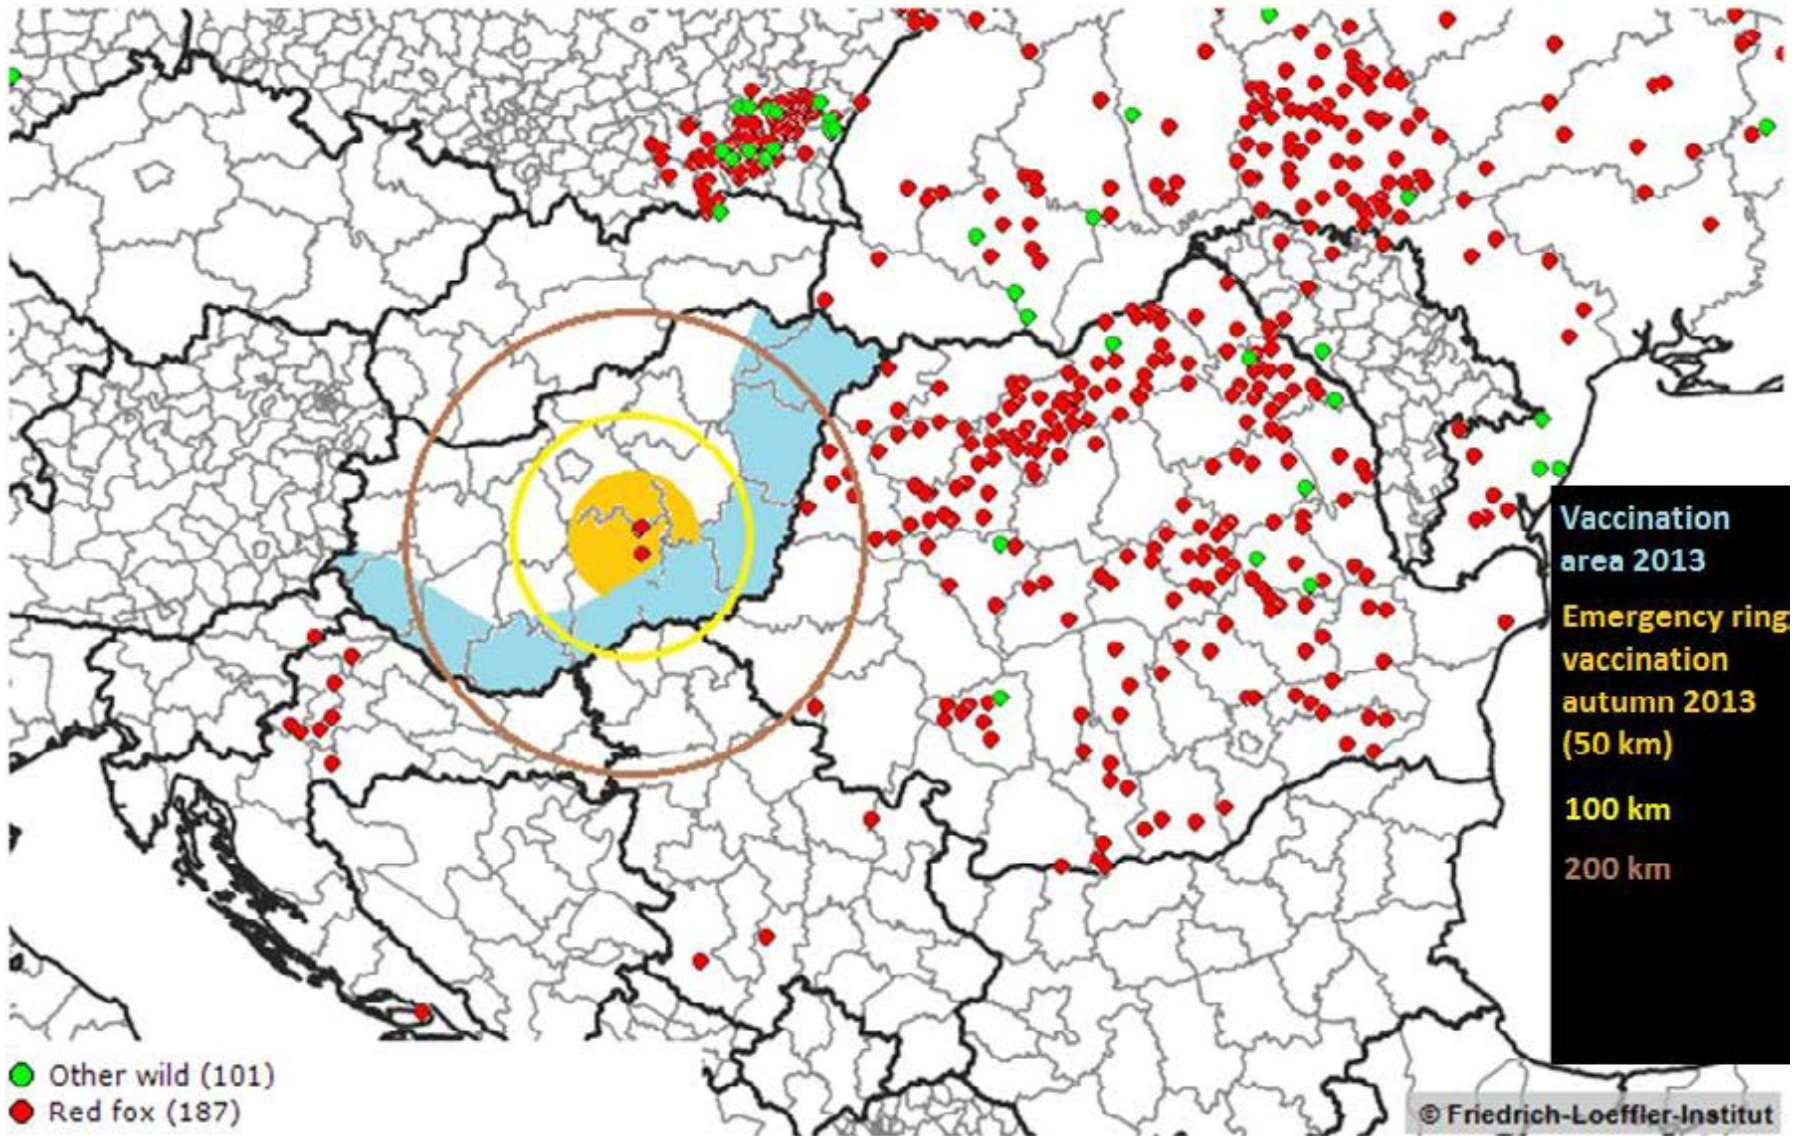 Vaccination
area 2013
Emergency ring
vaccination
autumn 2013
(50 km)
100 km
200 km
Other wild (101)
Red fox (187)
© Friedrich-Loeffler-Institut